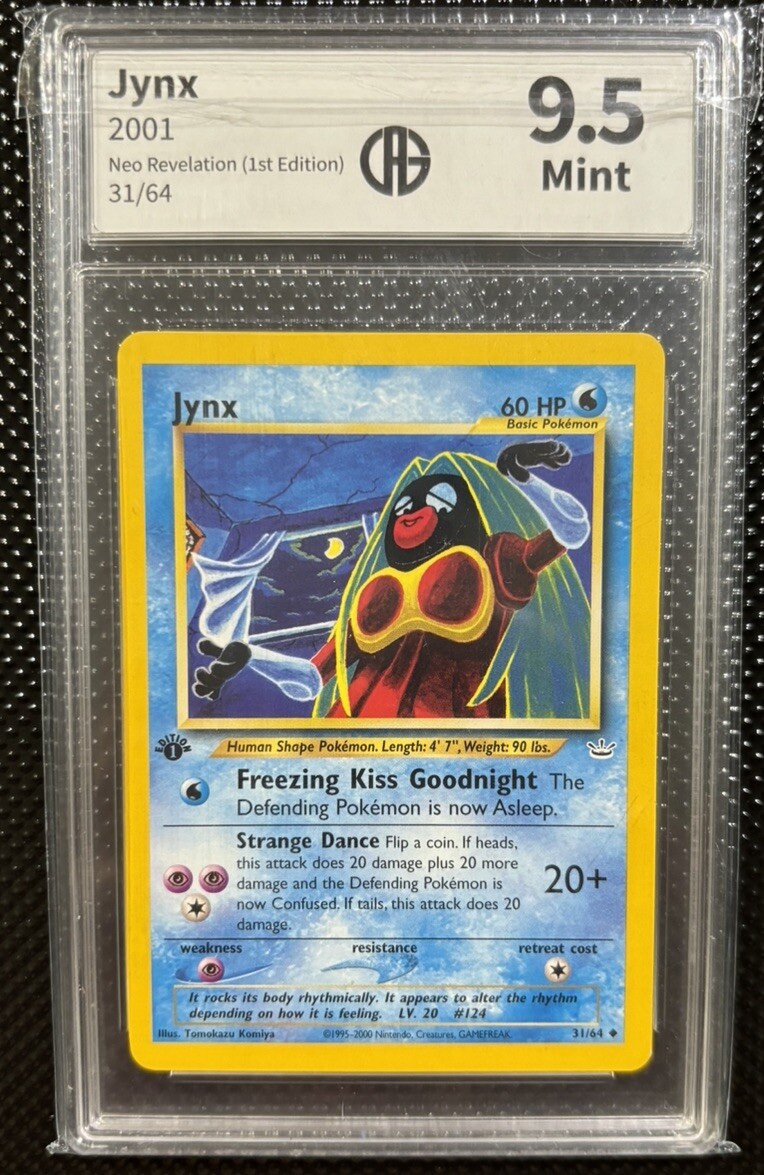 Jynx
2001
Neo Revelation (1st Edition)
31/64
CAG
9.5
Mint
Jynx
60 HP
Basic Pokémon
EDITION
1
Human Shape Pokémon. Length: 4' 7", Weight: 90 lbs.
Freezing Kiss Goodnight The
Defending Pokémon is now Asleep.
Strange Dance Flip a coin. If heads,
this attack does 20 damage plus 20 more
damage and the Defending Pokémon is
now Confused. If tails, this attack does 20
damage.
20+
weakness
resistance
retreat cost
It rocks its body rhythmically. It appears to alter the rhythm
depending on how it is feeling. LV. 20 #124
Illus. Tomokazu Komiya
©1995-2000 Nintendo, Creatures, GAMEFREAK.
31/64